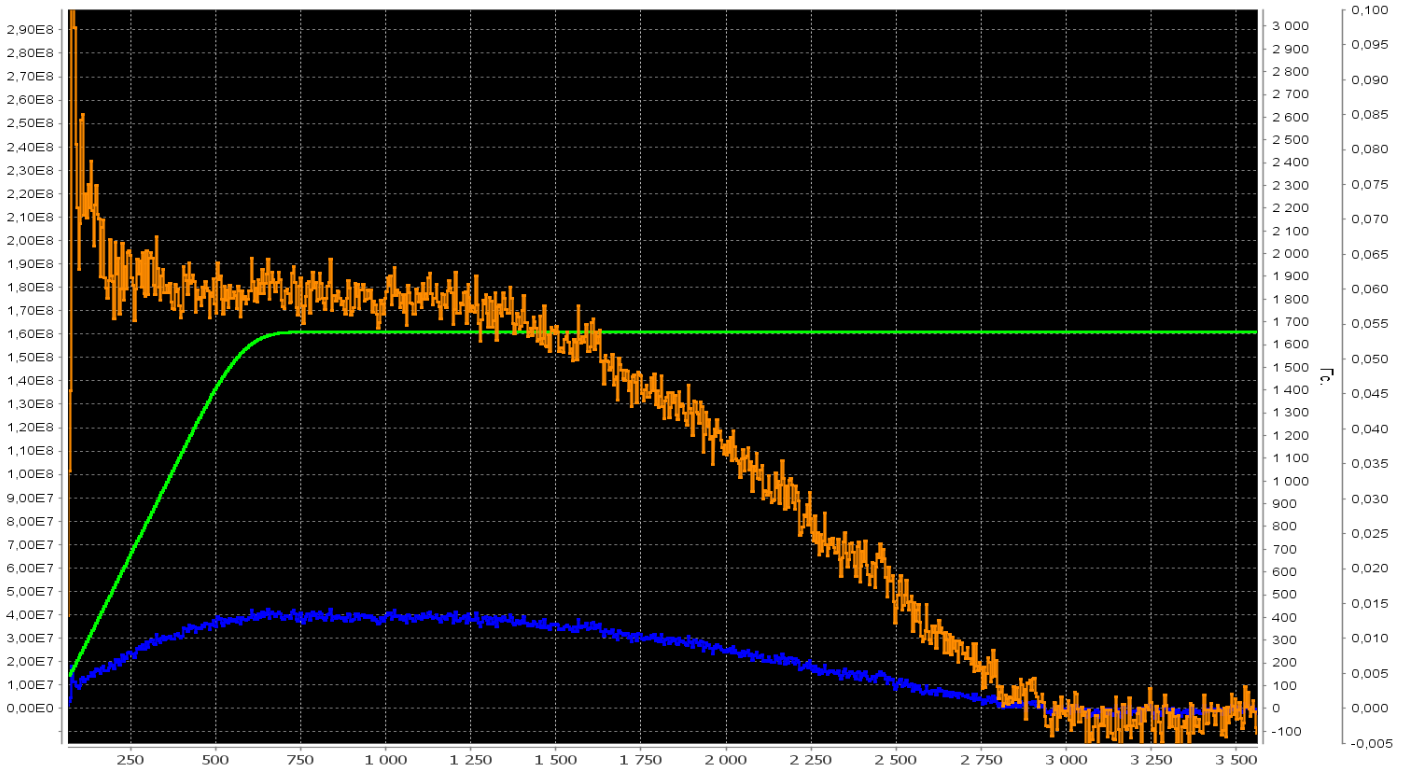 2,90E8
2,80E8
2,70E8
2,60E8
2,50E8
2,40E8
2,30E8
2,20E8
2,10E8
2,00E8
1,90E8
1,80E8
1,70E8
1,60E8
1,50E8
1,40E8
1,30E8
1,20E8
1,10E8
1,00E8
9,00E7
8,00E7
7,00E7
6,00E7
5,00E7
4,00E7
3,00E7
2,00E7
1,00E7
0,00E0
250 500 750 1 000 1 250 1 500 1 750 2 000 2 250 2 500 2 750 3 000 3 250 3 500
3 000
2 900
2 800
2 700
2 600
2 500
2 400
2 300
2 200
2 100
2 000
1 900
1 800
1 700
1 600
1 500
1 400
1 300
1 200
1 100
1 000
900
800
700
600
500
400
300
200
100
0
-100
Гс.
0,100
0,095
0,090
0,085
0,080
0,075
0,070
0,065
0,060
0,055
0,050
0,045
0,040
0,035
0,030
0,025
0,020
0,015
0,010
0,005
0,000
-0,005